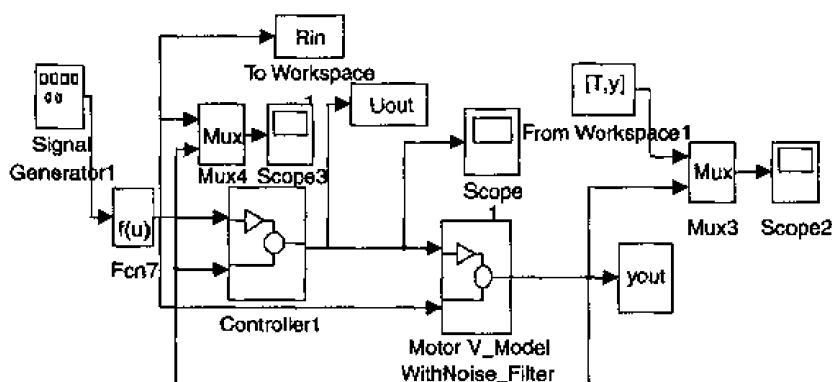 Rin
To Workspace
[T,y]
Uout
Signal
Generator1
Mux
Mux4
Scope3
From Workspace1
Scope
1
Mux
Mux3
Scope2
f(u)
Fcn7
Controller1
yout
Motor V_Model
WithNoise_Filter